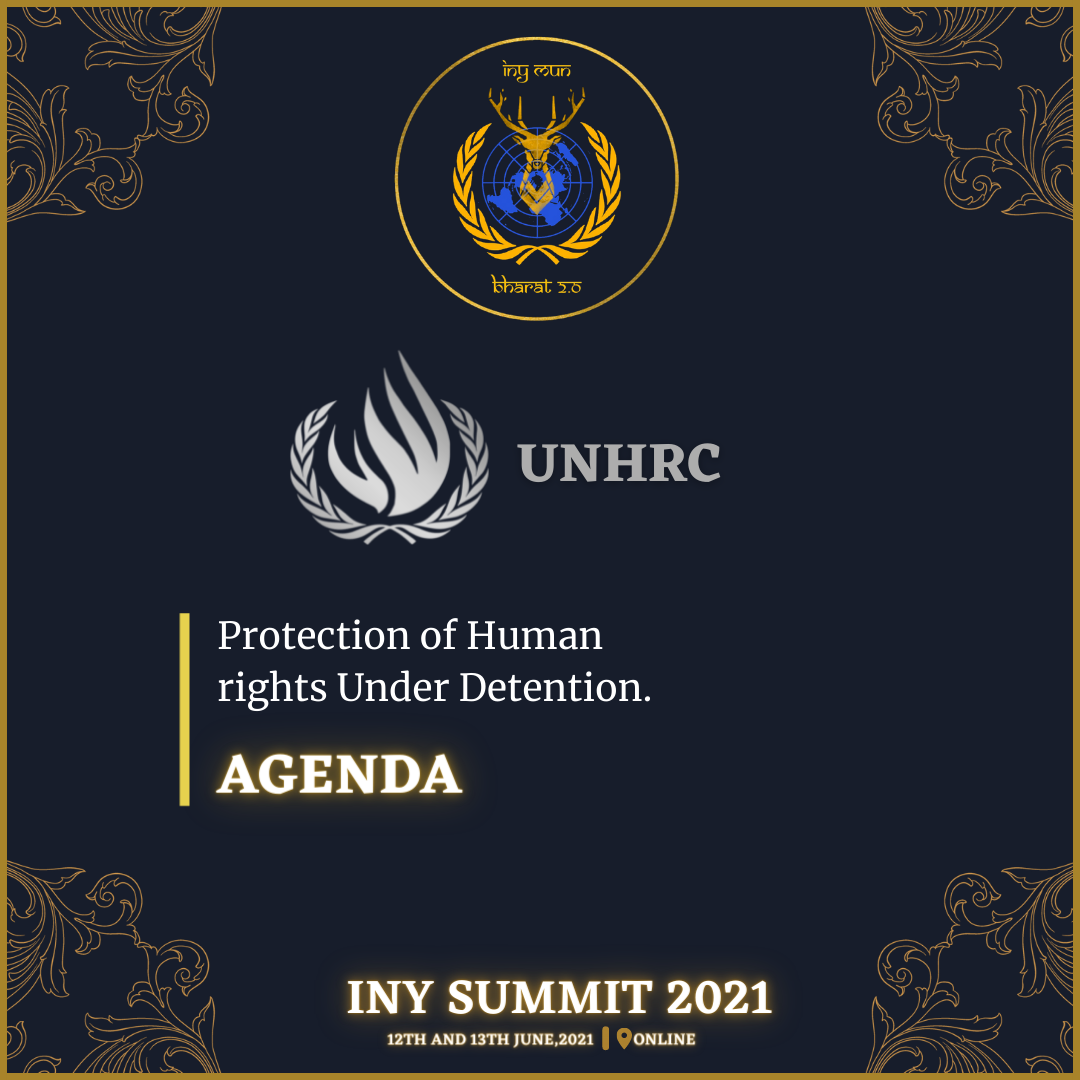 iny mun
bharat 2.0
UNHRC
Protection of Human
rights Under Detention.
AGENDA
INY SUMMIT 2021
12TH AND 13TH JUNE,2021 ONLINE